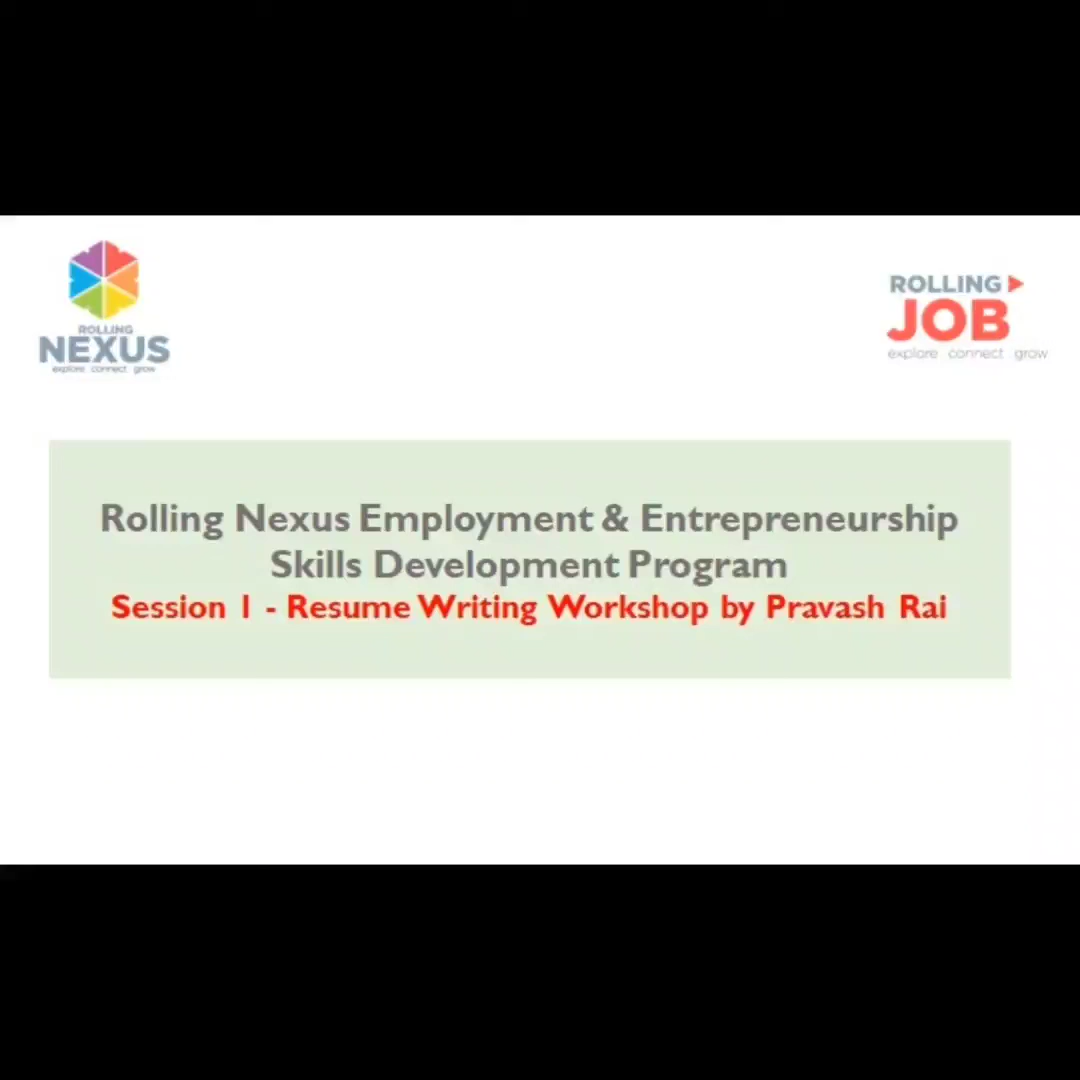 ROLLING
NEXUS
explore connect grow
ROLLING
JOB
explore connect grow
Rolling Nexus Employment & Entrepreneurship
Skills Development Program
Session 1 - Resume Writing Workshop by Pravash Rai